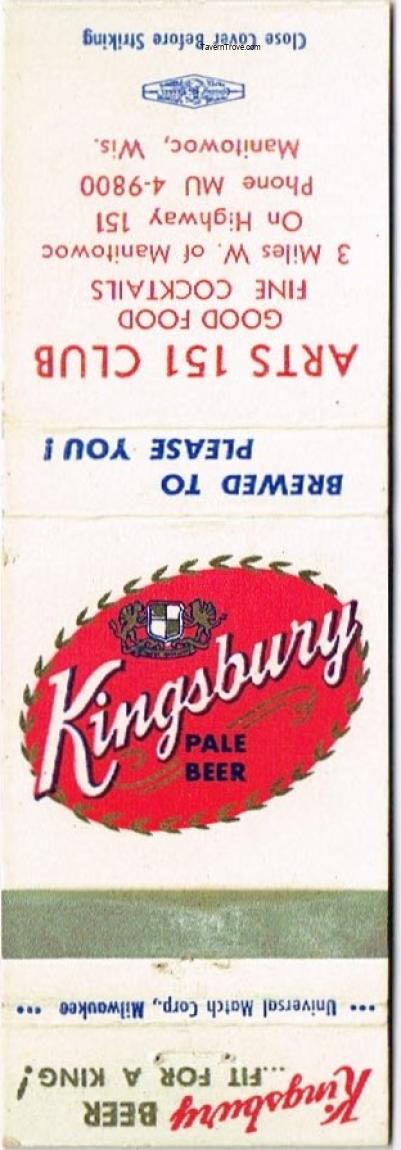 Close Cover Before Striking
TavernTrove.com
Manitowoc, Wis.
Phone MU 4-9800
On Highway 151
3 Miles W. of Manitowoc
FINE COCKTAILS
GOOD FOOD
ARTS 151 CLUB
BREWED TO
PLEASE YOU!
Kingsbury
PALE
BEER
••• Universal Match Corp., Milwaukee •••
Kingsbury BEER
...FIT FOR A KING!